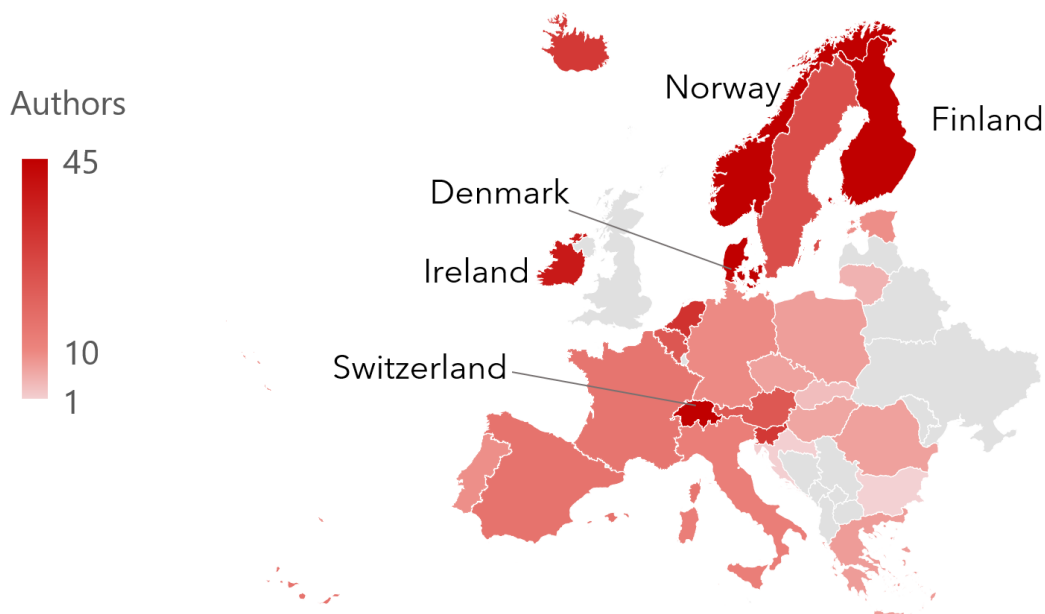 Authors
45
10
1
Norway
Finland
Denmark
Ireland
Switzerland